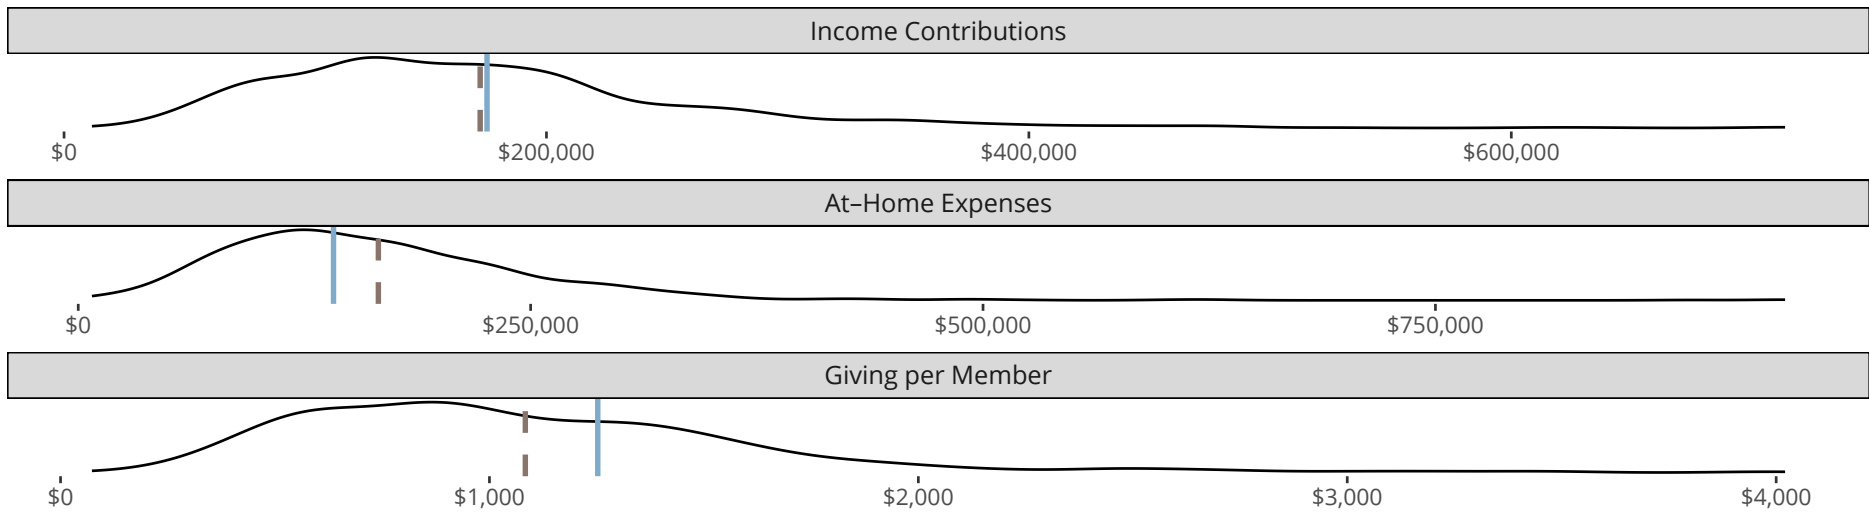 Income Contributions
$0 $200,000 $400,000 $600,000
At–Home Expenses
$0 $250,000 $500,000 $750,000
Giving per Member
$0 $1,000 $2,000 $3,000 $4,000